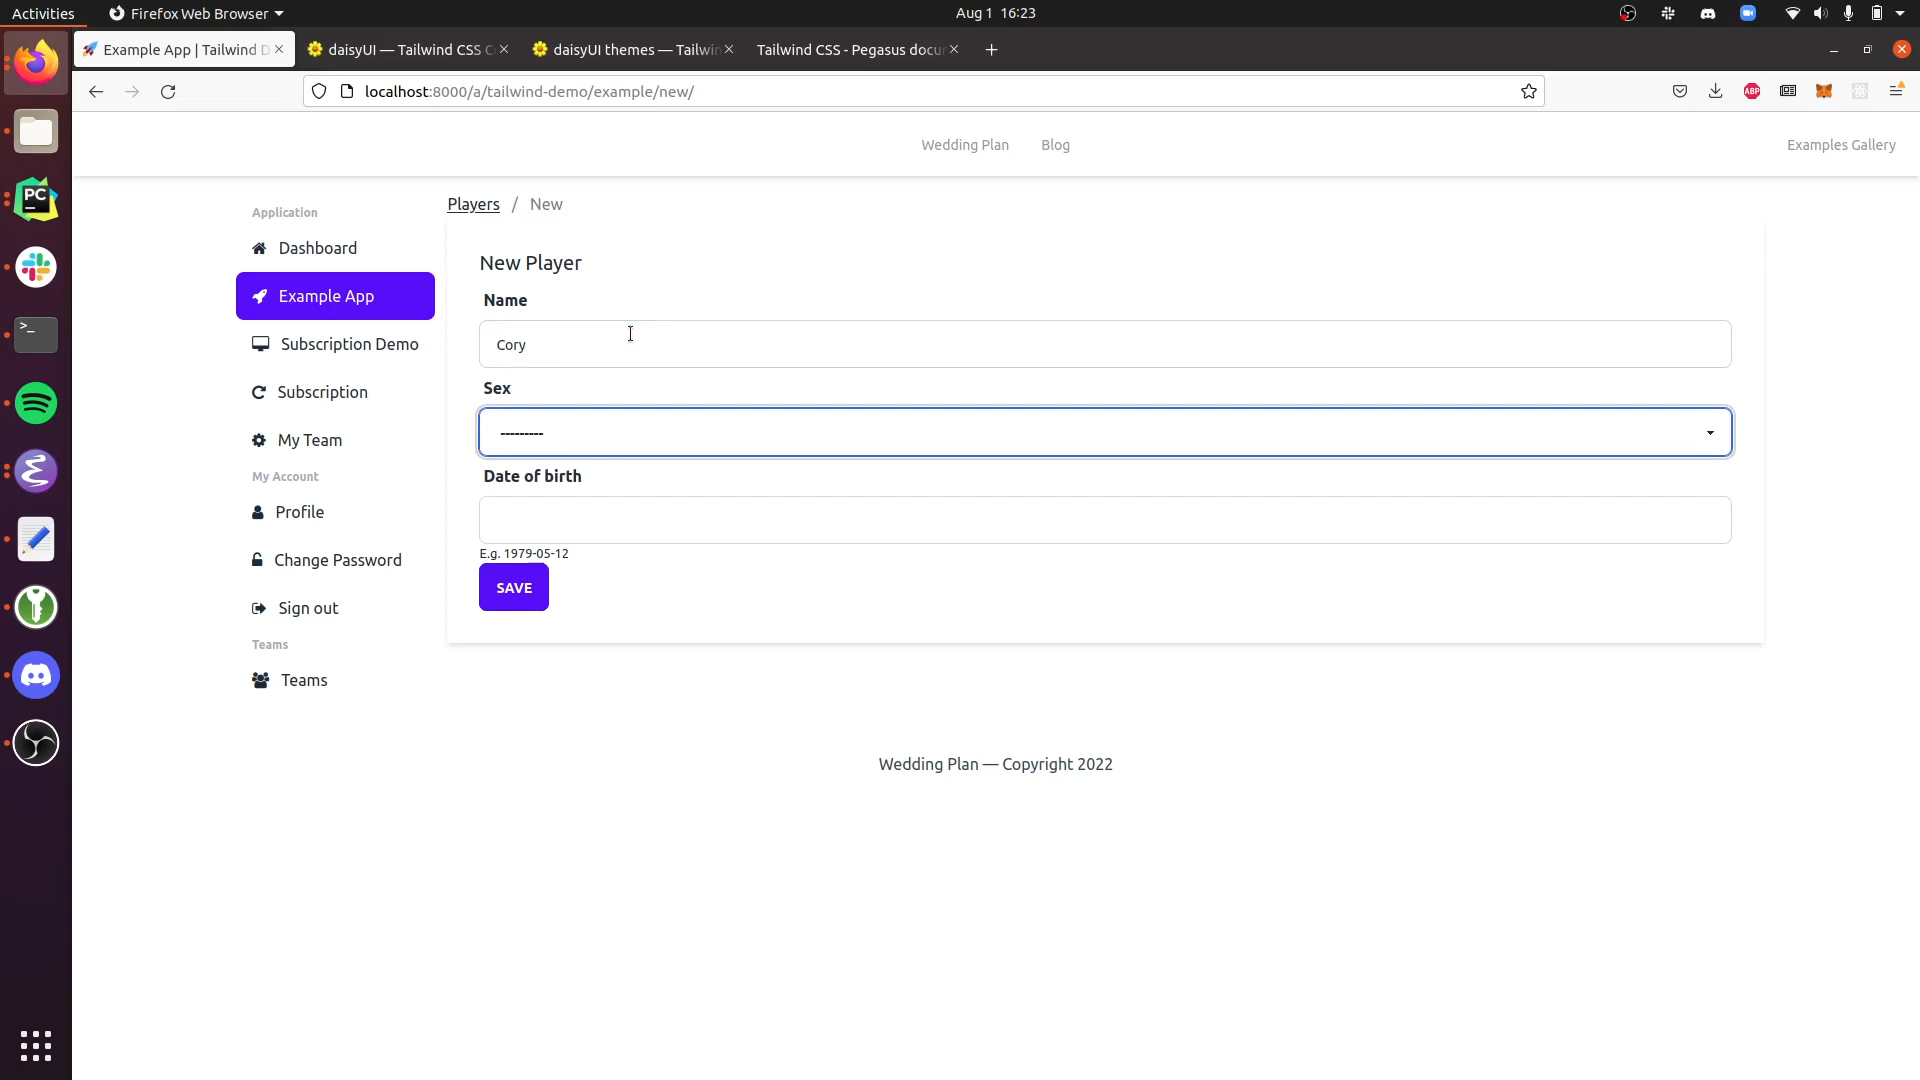 Activities
Firefox Web Browser
Aug 1 16:23
Example App | Tailwind D
daisyUI — Tailwind CSS C
daisyUI themes — Tailwin
Tailwind CSS - Pegasus docu
localhost:8000/a/tailwind-demo/example/new/
ABP
PC
>_
Wedding Plan
Blog
Examples Gallery
Application
Dashboard
Example App
Subscription Demo
Subscription
My Team
My Account
Profile
Change Password
Sign out
Teams
Teams
Players / New
New Player
Name
Cory
Sex
---------
Date of birth
E.g. 1979-05-12
SAVE
Wedding Plan — Copyright 2022